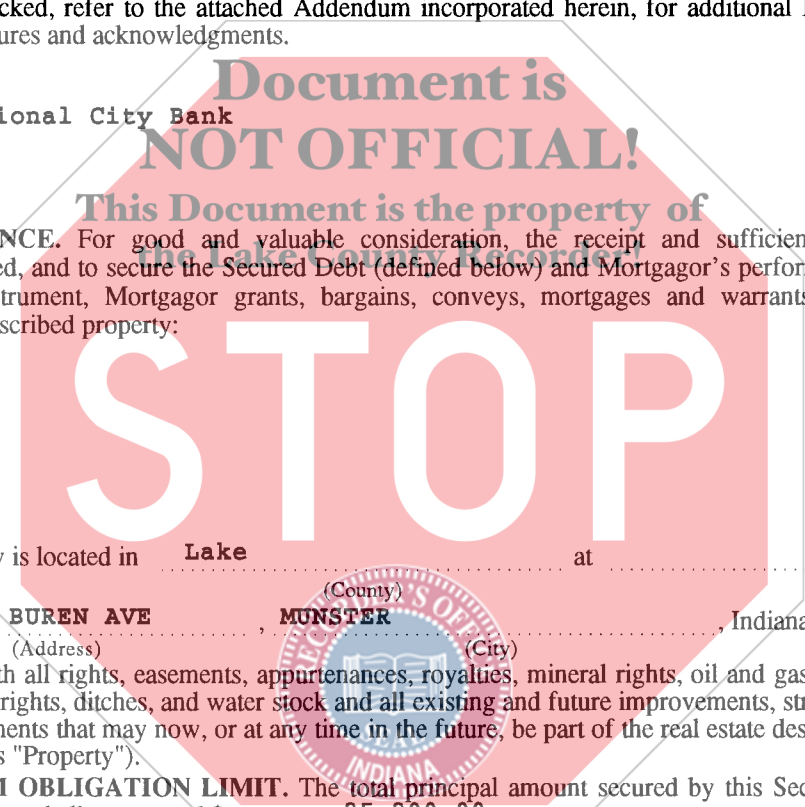 cked, refer to the attached Addendum incorporated herein, for additional
ures and acknowledgments.
Document is
ional City Bank
NOT OFFICIAL!
This Document is the property of
NCE. For good and valuable consideration, the receipt and sufficien
the Lake County Recorder!
ed, and to secure the Secured Debt (defined below) and Mortgagor's perfor
trument, Mortgagor grants, bargains, conveys, mortgages and warrants
scribed property:
STOP
y is located in Lake at
(County)
BUREN AVE , MUNSTER , Indiana
(Address) (City)
th all rights, easements, appurtenances, royalties, mineral rights, oil and gas
rights, ditches, and water stock and all existing and future improvements, str
ments that may now, or at any time in the future, be part of the real estate des
s "Property").
RECORDER'S OFFICE
SEAL
INDIANA
M OBLIGATION LIMIT. The total principal amount secured by this Sec